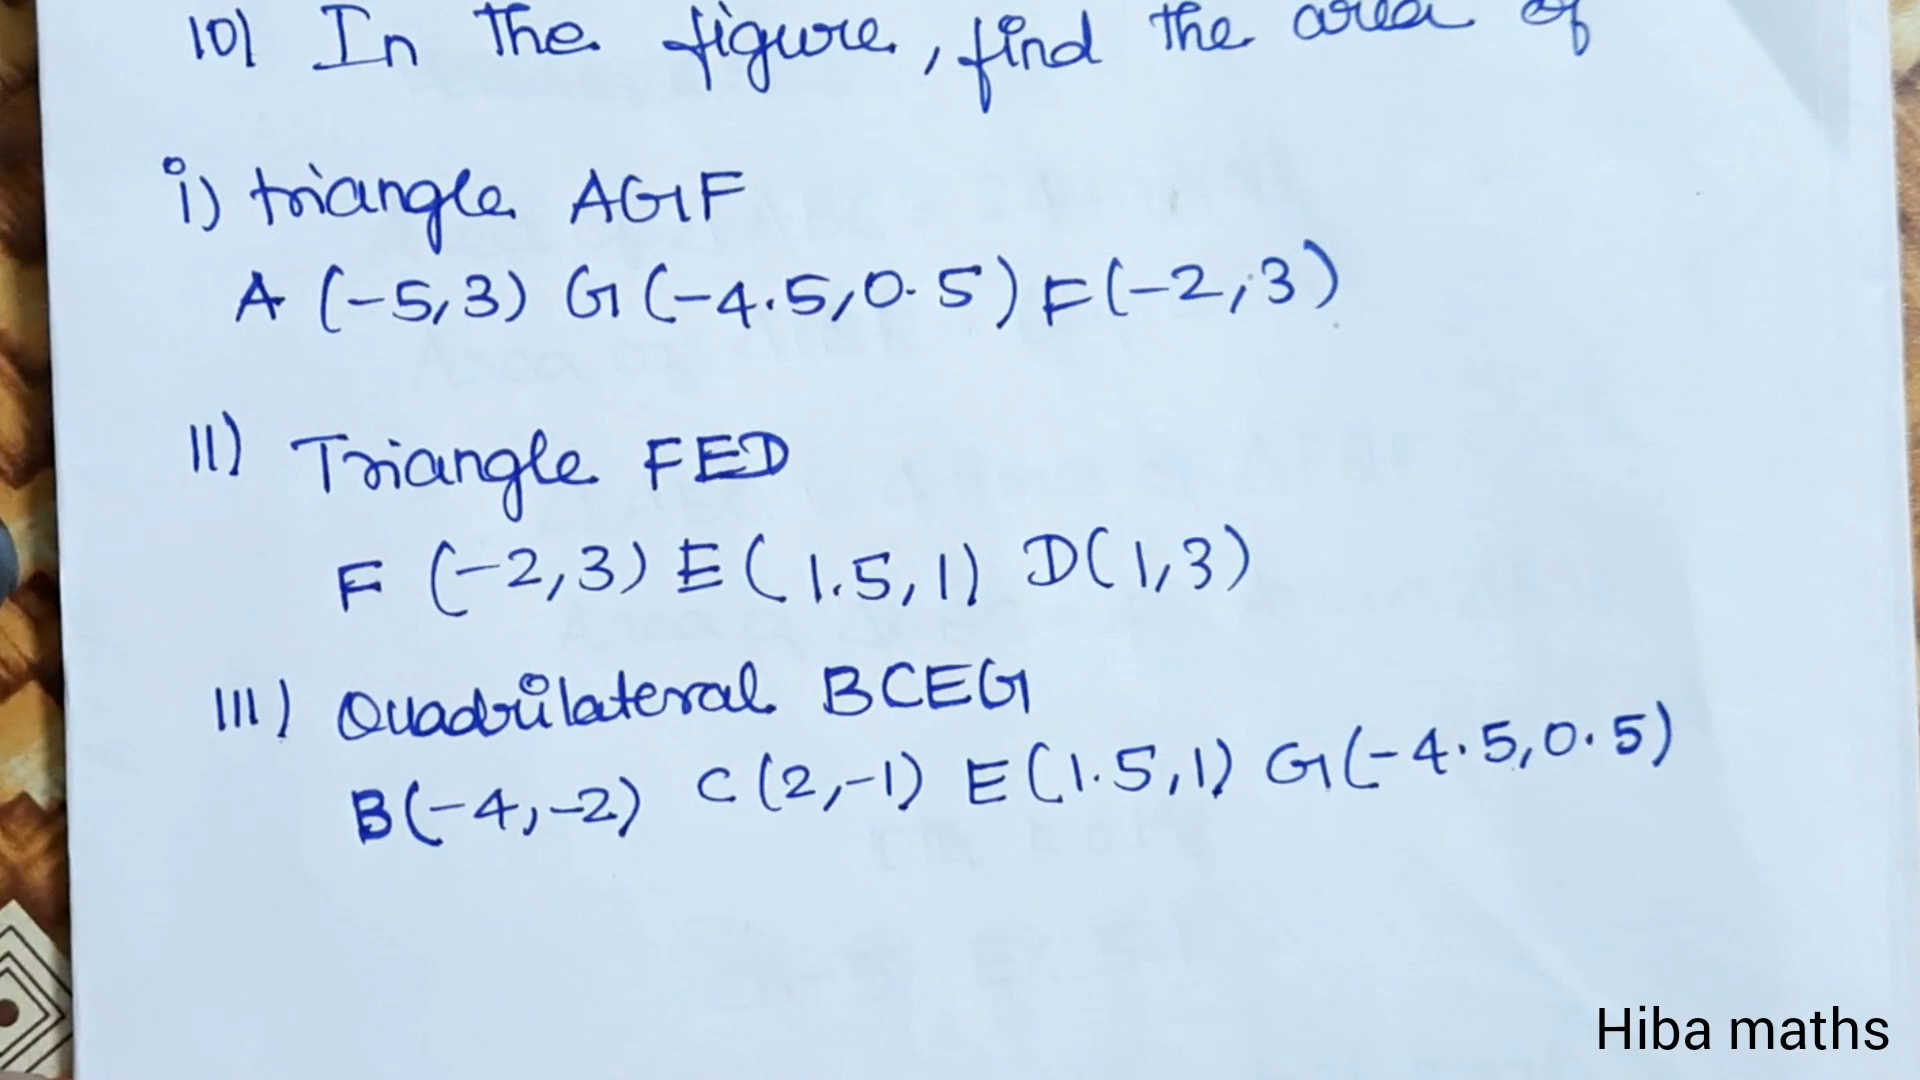 10) In the figure, find the area of
i) triangle AGF
A (-5,3) G(-4.5,0.5) F(-2,3)
II) Triangle FED
F (-2,3) E(1.5,1) D(1,3)
III) Quadrilateral BCEG
B(-4,-2) C(2,-1) E(1.5,1) G(-4.5,0.5)
Hiba maths